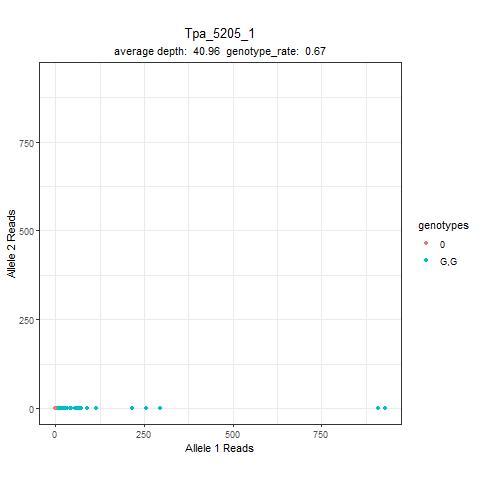 Tpa_5205_1
average depth:  40.96  genotype_rate:  0.67
Allele 2 Reads
750
500
250
0
0
250
500
750
Allele 1 Reads
genotypes
0
G,G